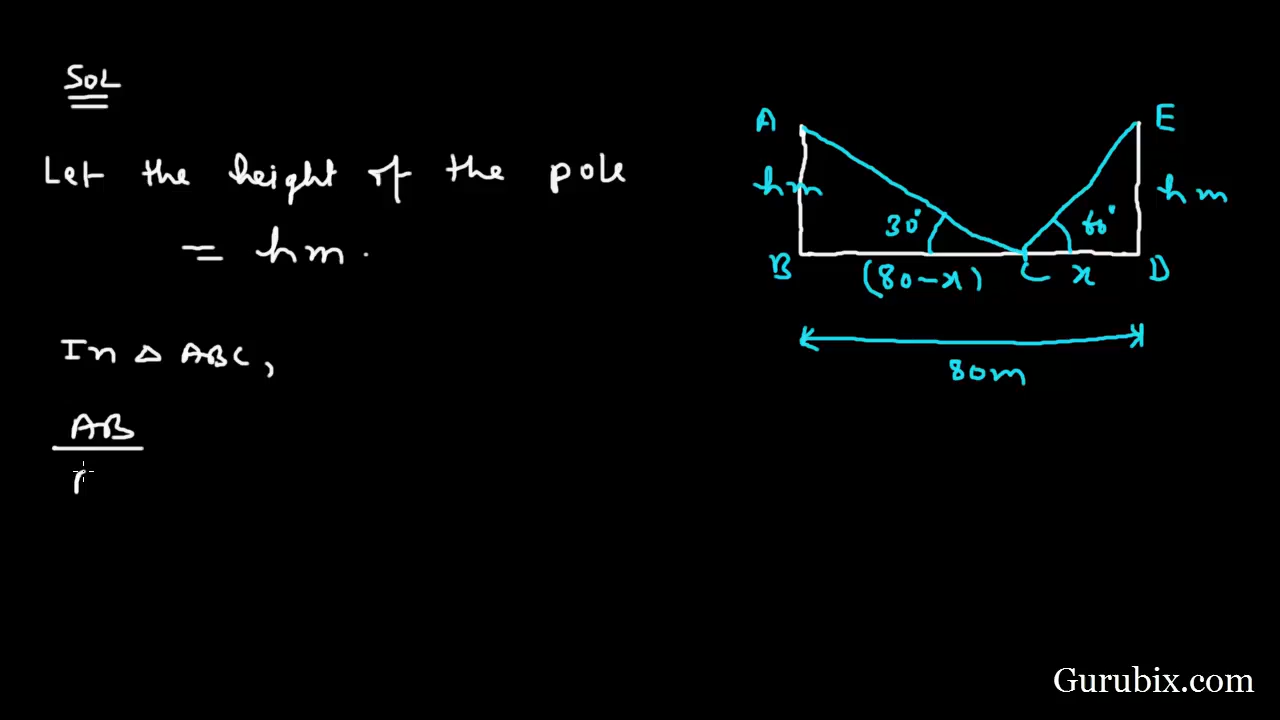 SOL
Let the height of the pole
= hm.
In Δ ABC,
AB
A
E
hm
hm
30°
60°
B
(80-x)
C
x
D
80m
Gurubix.com